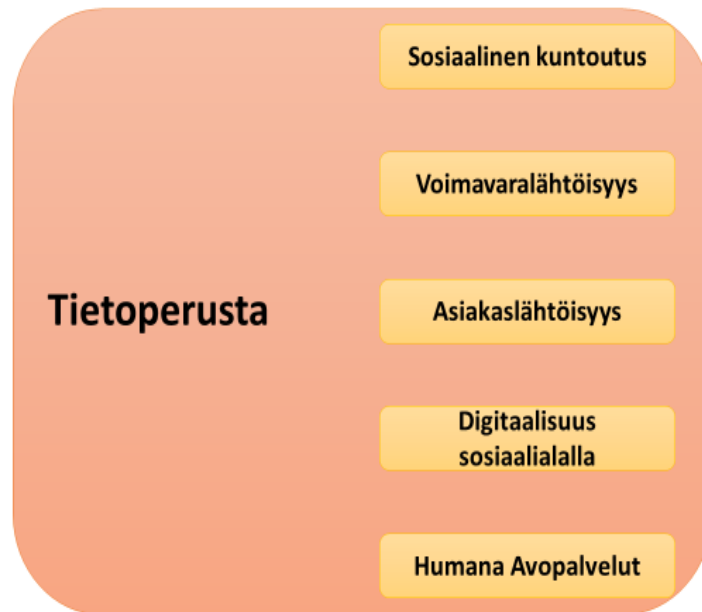 Sosiaalinen kuntoutus
Voimavaralähtöisyys
Tietoperusta
Asiakaslähtöisyys
Digitaalisuus
sosiaalialalla
Humana Avopalvelut